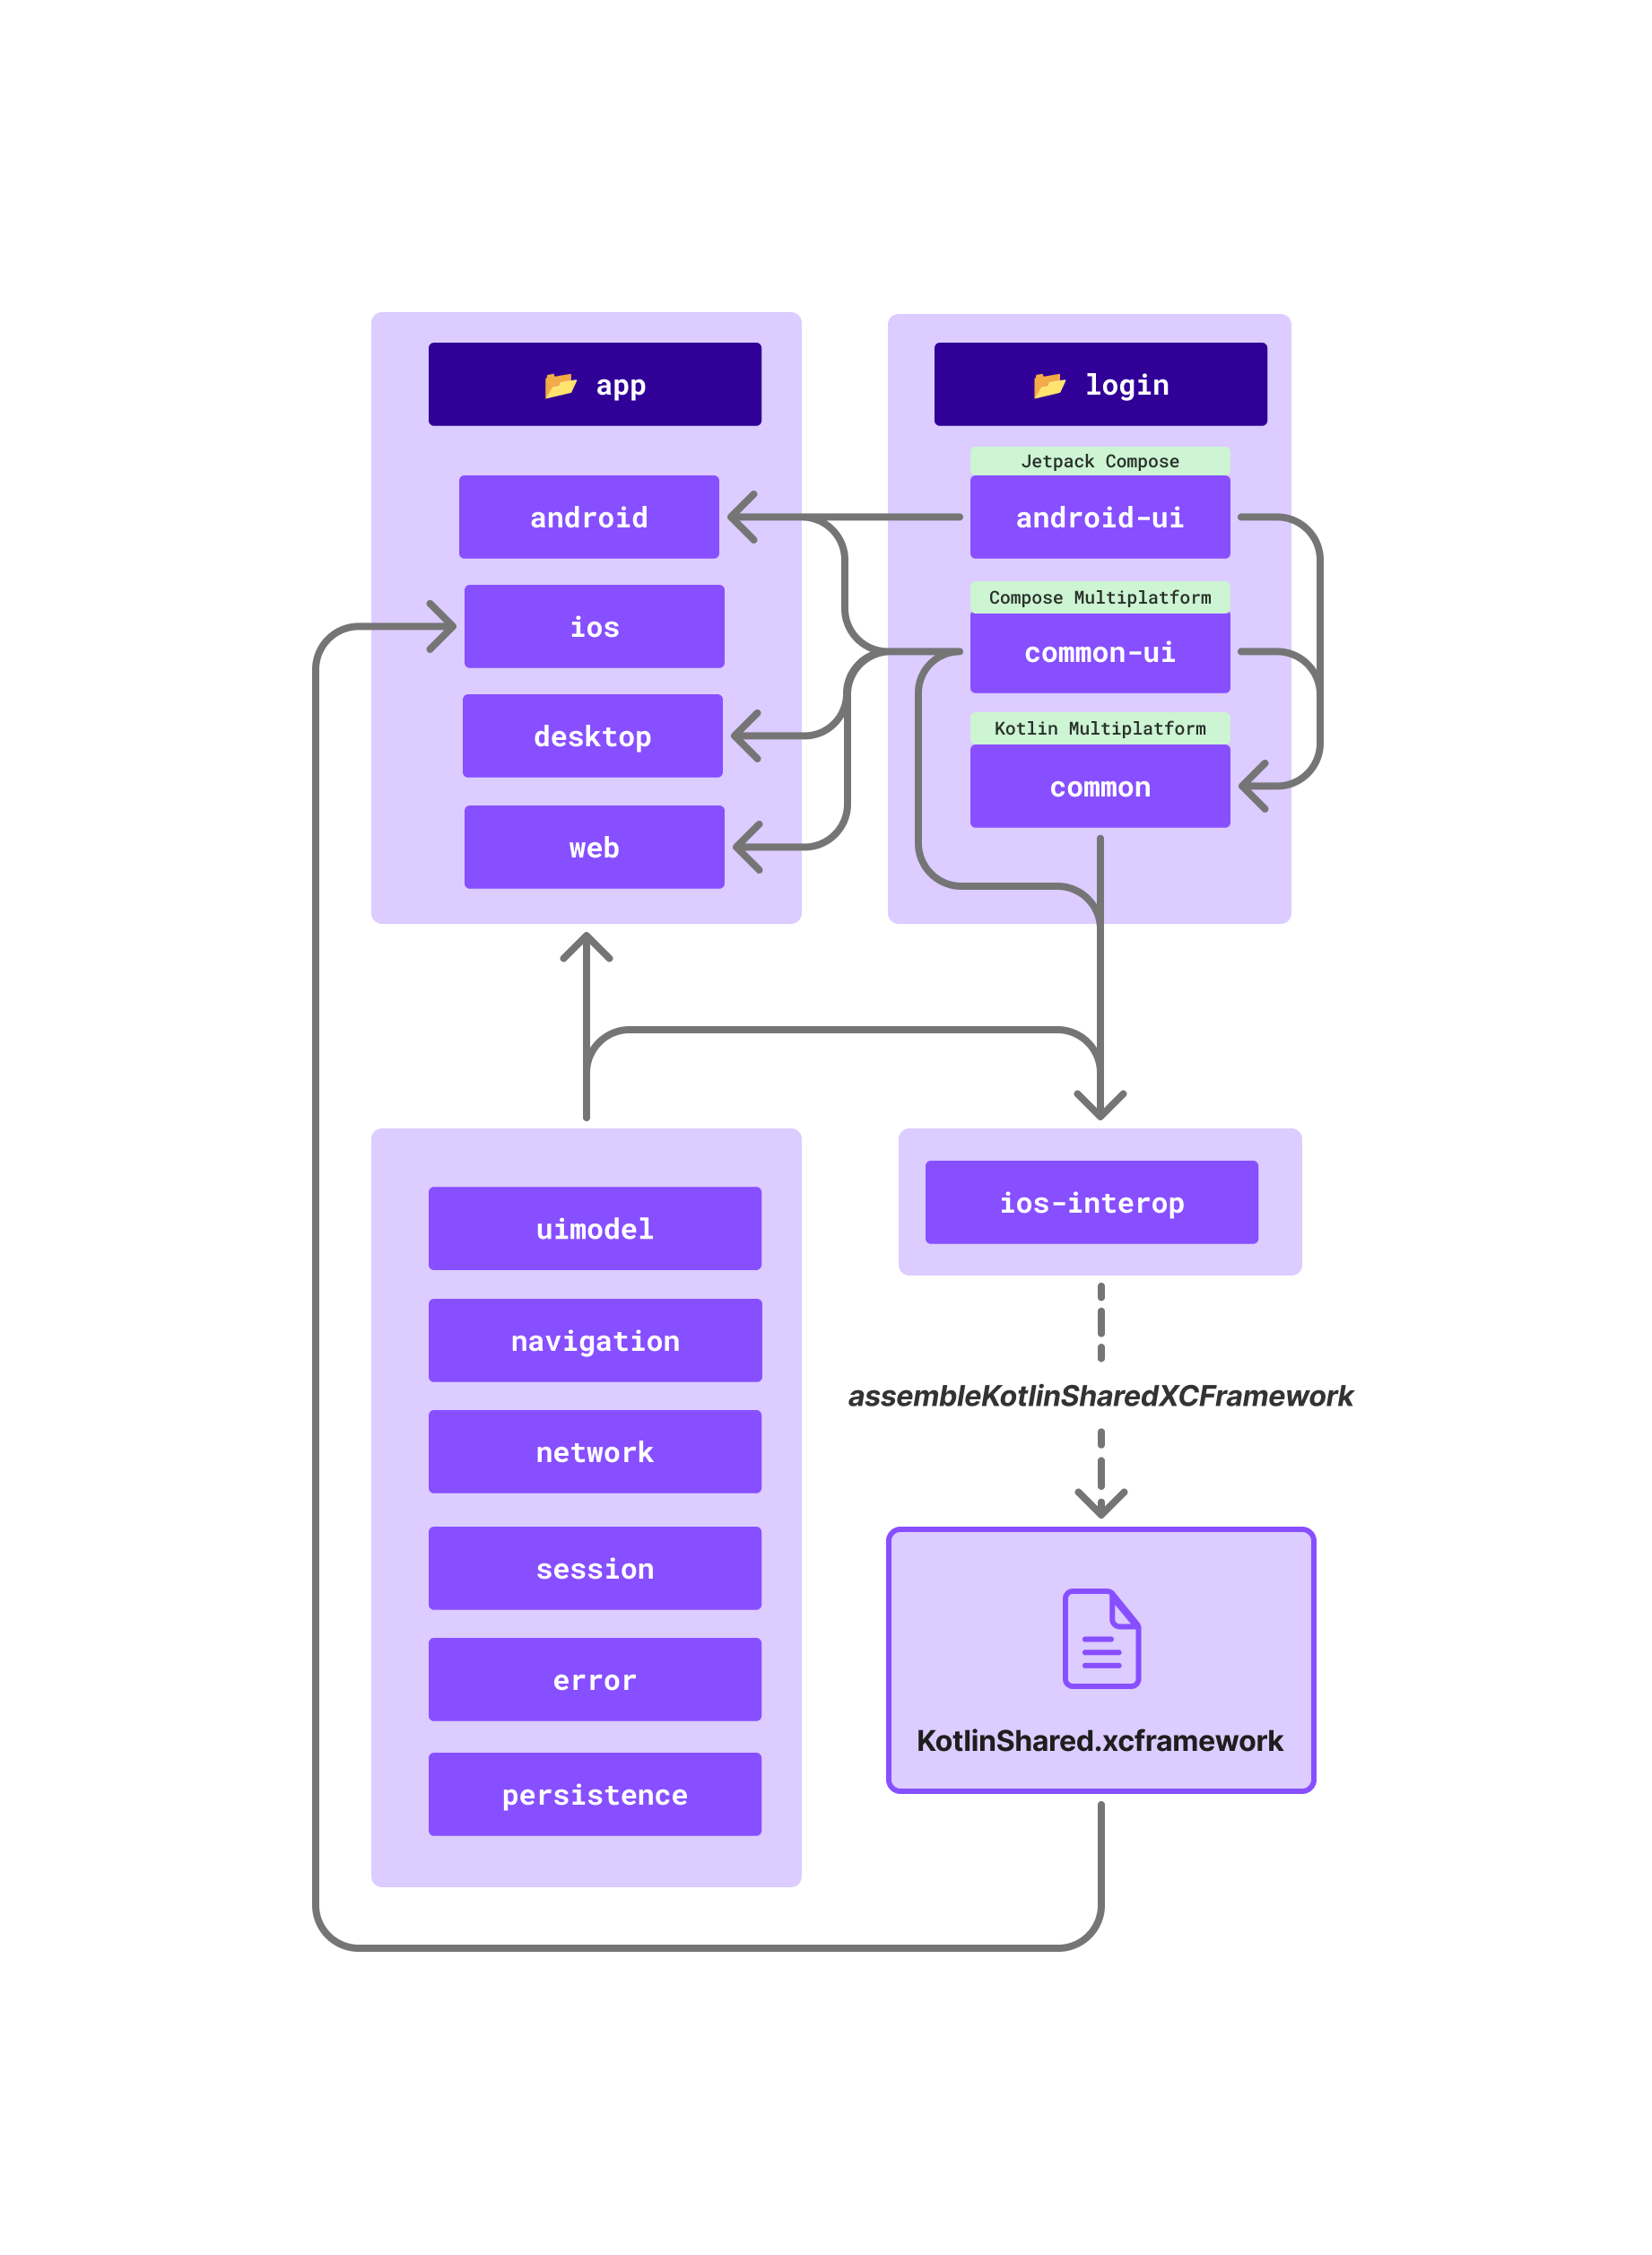 app
android
ios
desktop
web
login
Jetpack Compose
android-ui
Compose Multiplatform
common-ui
Kotlin Multiplatform
common
uimodel
navigation
network
session
error
persistence
ios-interop
assembleKotlinSharedXCFramework
KotlinShared.xcframework